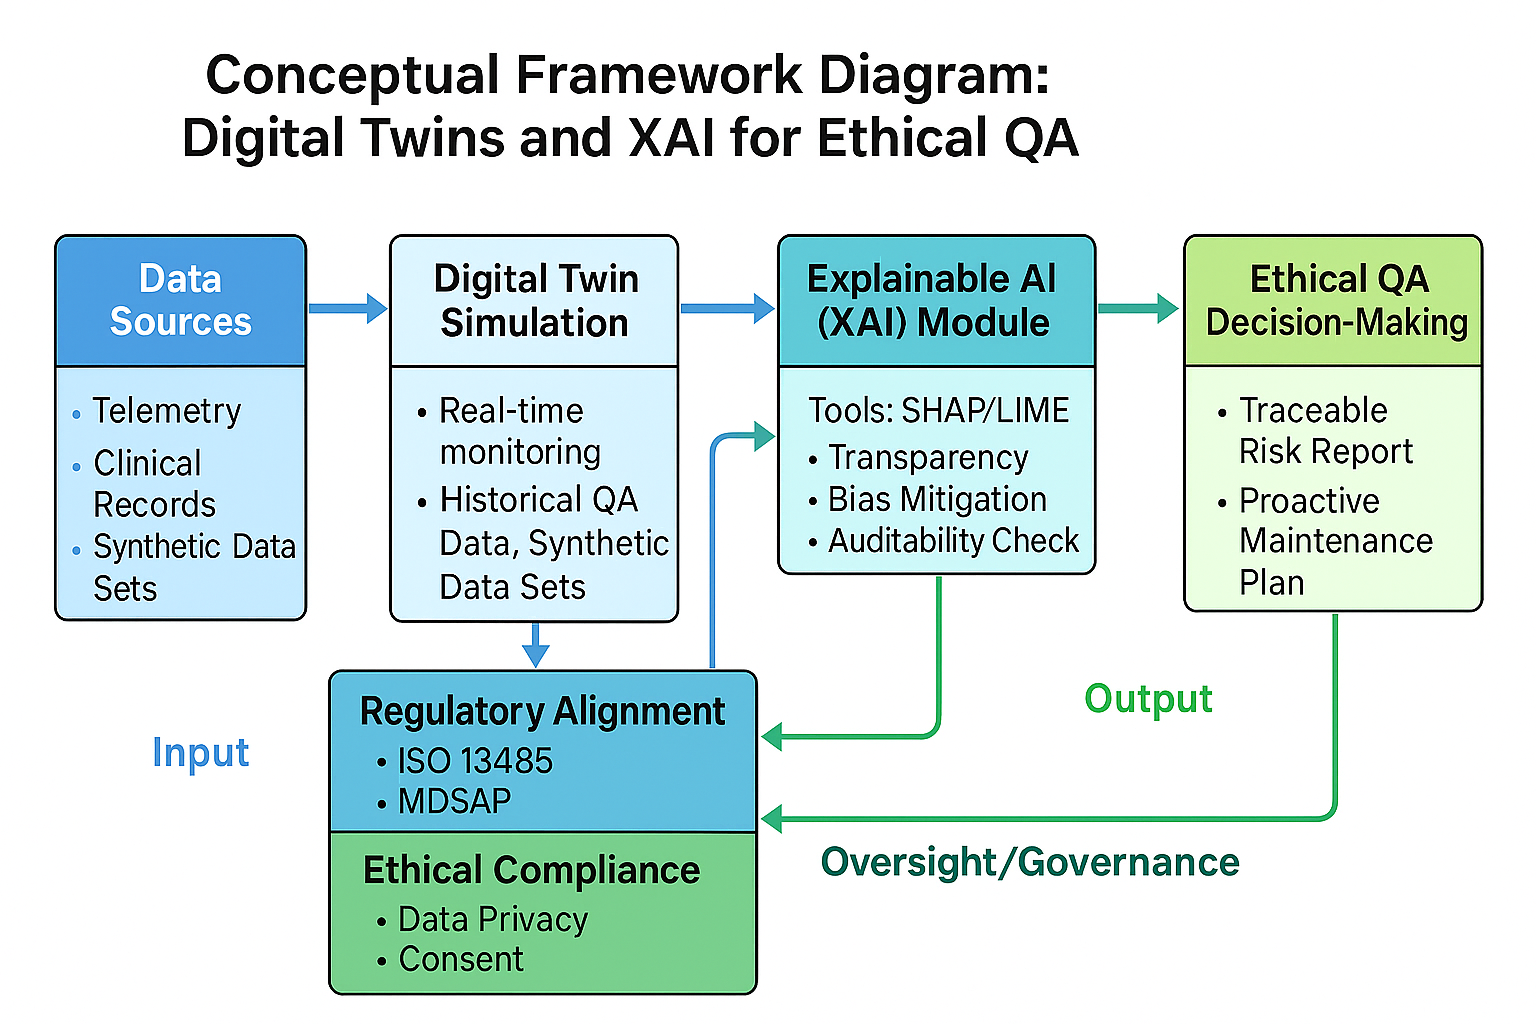 Conceptual Framework Diagram:
Digital Twins and XAI for Ethical QA
Data
Sources
• Telemetry
• Clinical
Records
• Synthetic Data
Sets
Digital Twin
Simulation
• Real-time
monitoring
• Historical QA
Data, Synthetic
Data Sets
Explainable AI
(XAI) Module
Tools: SHAP/LIME
• Transparency
• Bias Mitigation
• Auditability Check
Ethical QA
Decision-Making
• Traceable
Risk Report
• Proactive
Maintenance
Plan
Input
Regulatory Alignment
• ISO 13485
• MDSAP
Ethical Compliance
• Data Privacy
• Consent
Output
Oversight/Governance